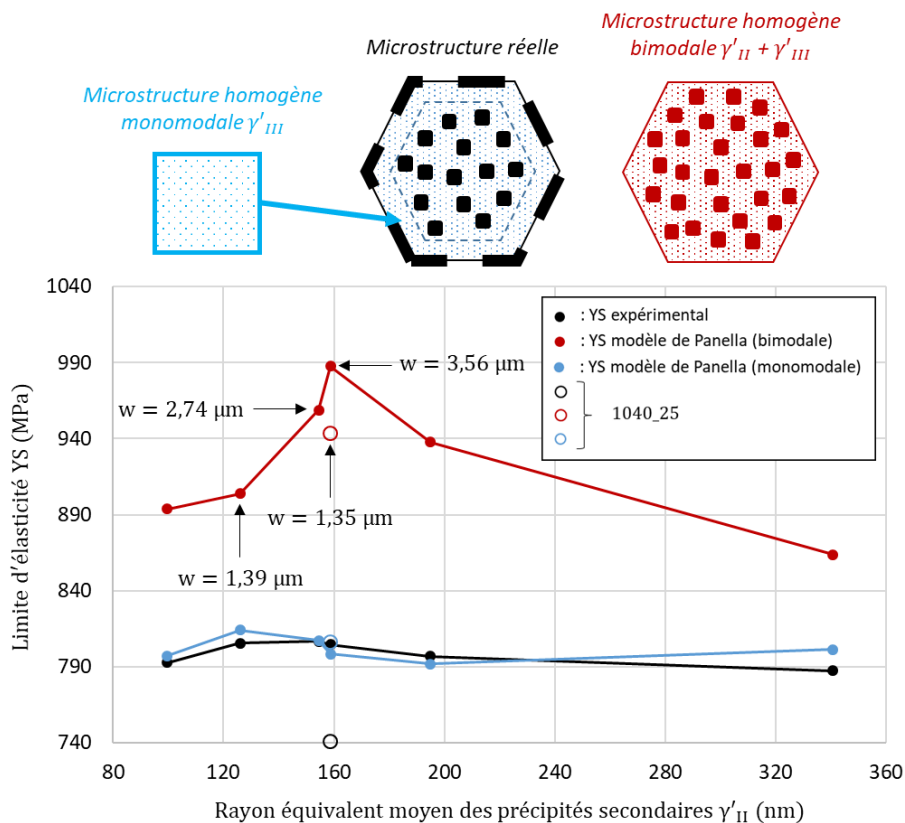 Microstructure homogène
monomodale γ′III
Microstructure réelle
Microstructure homogène
bimodale γ′II + γ′III
1040
990
940
890
840
790
740
80
120
160
200
240
280
320
360
Limite d′élasticité YS (MPa)
Rayon équivalent moyen des précipités secondaires γ′II (nm)
: YS expérimental
: YS modèle de Panella (bimodale)
: YS modèle de Panella (monomodale)
1040_25
w = 3,56 μm
w = 2,74 μm
w = 1,35 μm
w = 1,39 μm